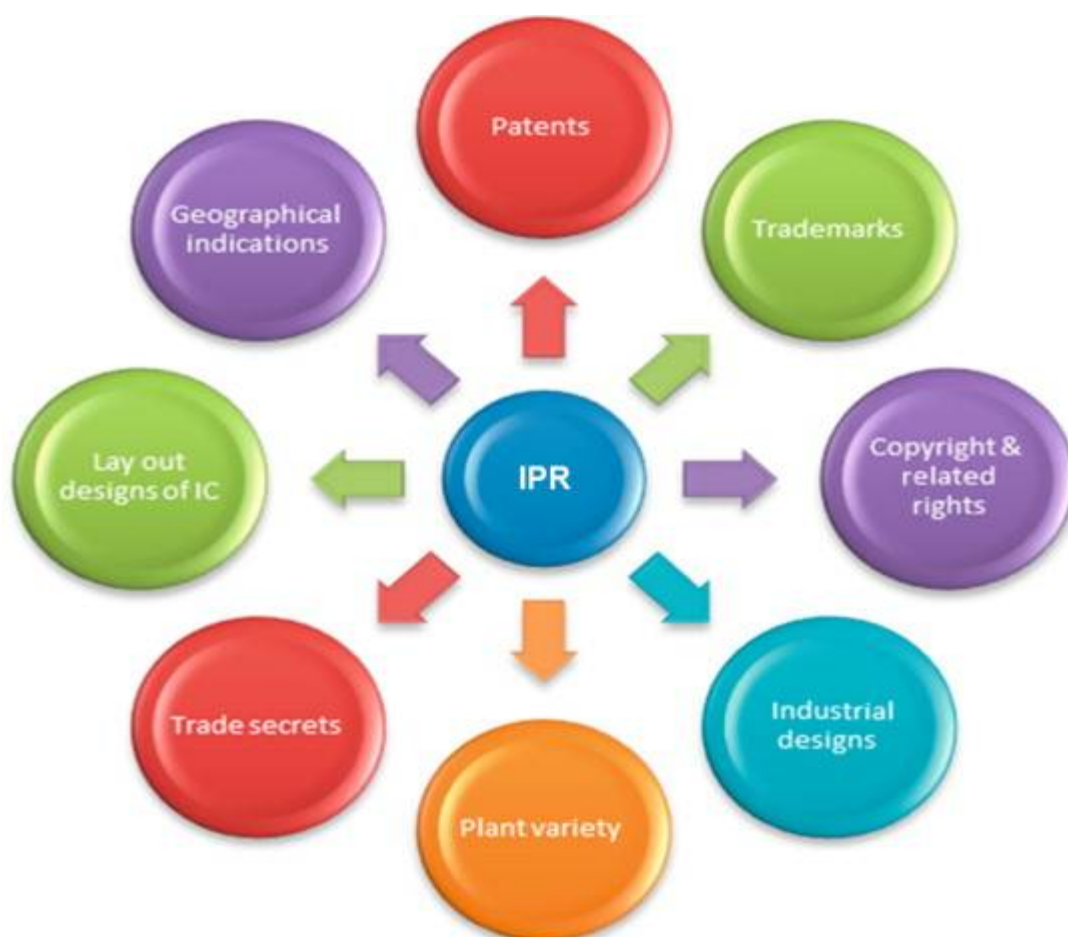 Patents
Trademarks
Copyright &
related
rights
Industrial
designs
Plant variety
Trade secrets
Lay out
designs of IC
Geographical
indications
IPR